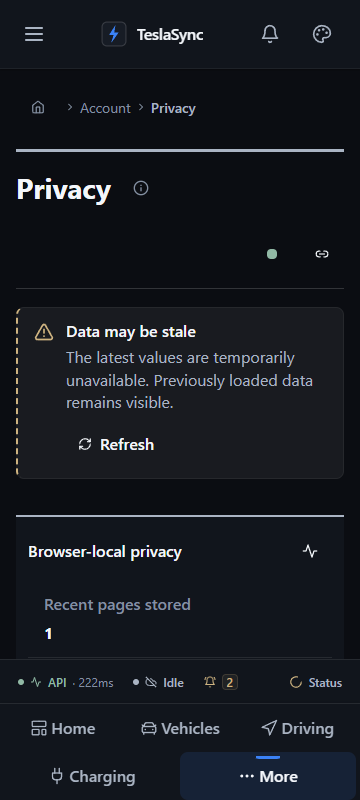 TeslaSync
Account
Privacy
Privacy
Data may be stale
The latest values are temporarily
unavailable. Previously loaded data
remains visible.
Refresh
Browser-local privacy
Recent pages stored
1
API · 222ms
Idle
2
Status
Home
Vehicles
Driving
Charging
More